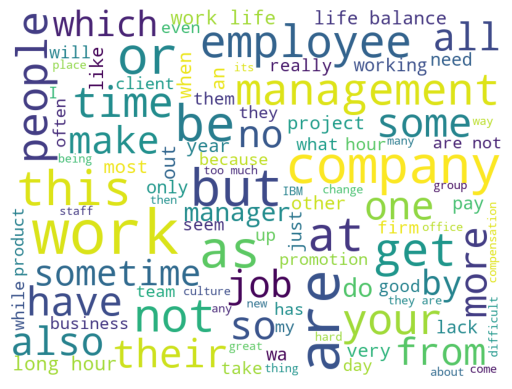 which
work life
life balance
people
even
employee
all
will
or
like
when
an
really
working
need
place
its
client
them
I
time
they
management
way
often
be
no
project
some
make
year
what
hour
are not
out
because
many
being
most
too much
company
this
but
only
IBM
change
group
pay
then
manager
other
one
staff
work
as
seem
just
firm
office
compensation
up
at
get
more
sometime
job
promotion
do
good
by
product
while
have
team
culture
they are
not
so
has
are
your
difficult
business
any
new
my
lack
also
their
great
hard
from
long hour
take
wa
thing
day
very
about
come